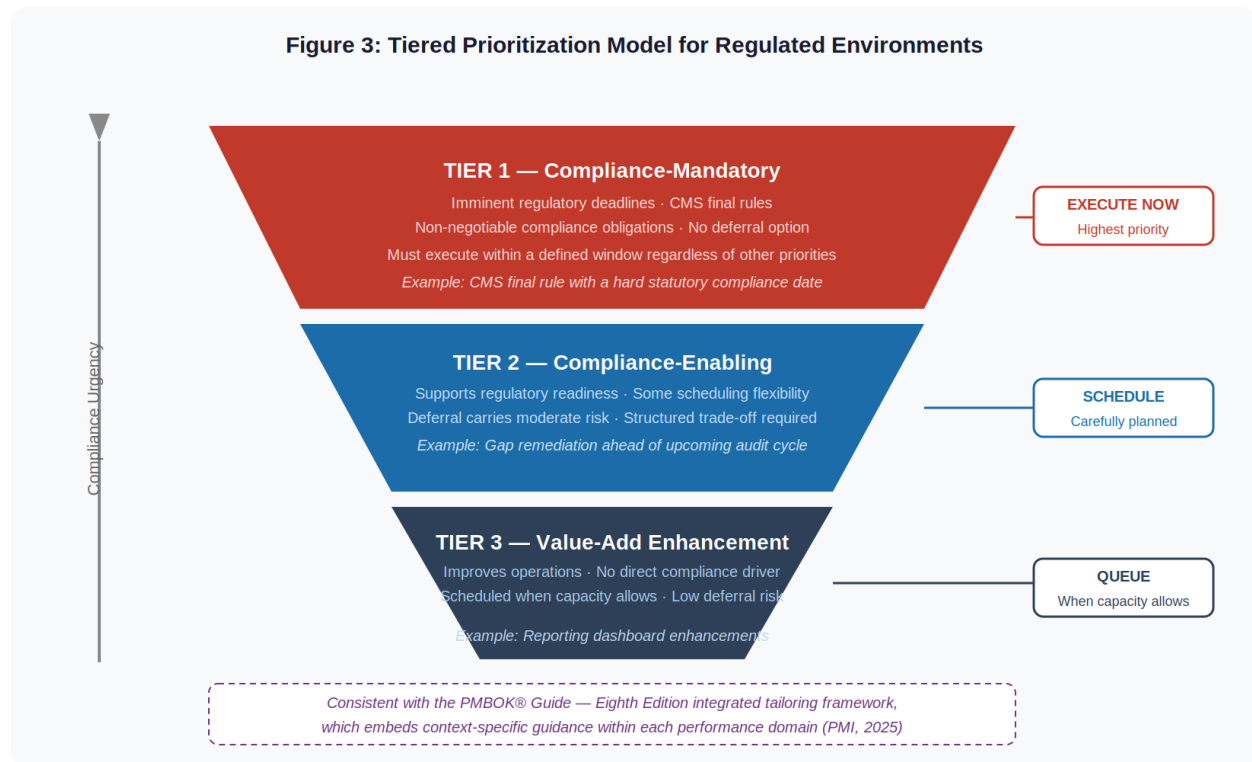 Figure 3: Tiered Prioritization Model for Regulated Environments
TIER 1 — Compliance-Mandatory
Imminent regulatory deadlines · CMS final rules
Non-negotiable compliance obligations · No deferral option
Must execute within a defined window regardless of other priorities
Example: CMS final rule with a hard statutory compliance date
EXECUTE NOW
Highest priority
Compliance Urgency
TIER 2 — Compliance-Enabling
Supports regulatory readiness · Some scheduling flexibility
Deferral carries moderate risk · Structured trade-off required
Example: Gap remediation ahead of upcoming audit cycle
SCHEDULE
Carefully planned
TIER 3 — Value-Add Enhancement
Improves operations · No direct compliance driver
Scheduled when capacity allows · Low deferral risk
Example: Reporting dashboard enhancements
QUEUE
When capacity allows
Consistent with the PMBOK® Guide — Eighth Edition integrated tailoring framework,
which embeds context-specific guidance within each performance domain (PMI, 2025)